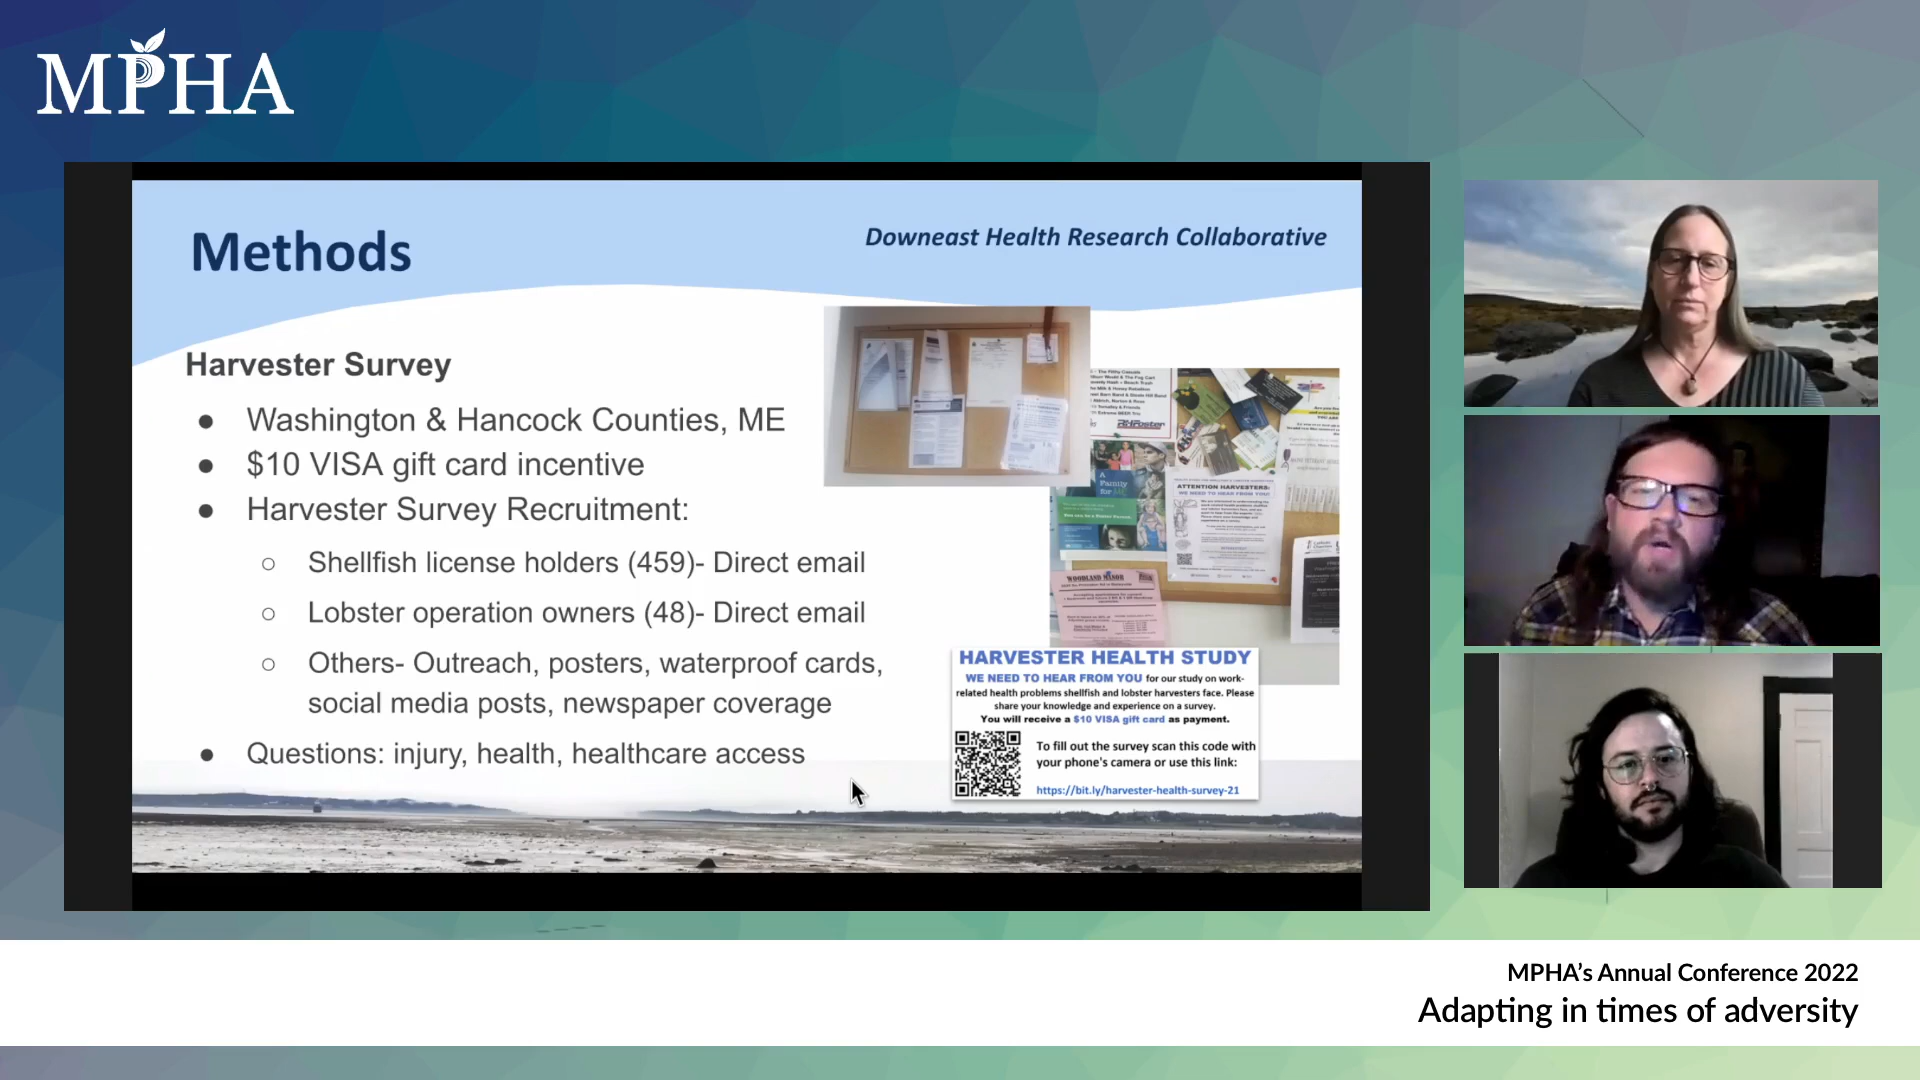 MPHA
Methods
Downeast Health Research Collaborative
Harvester Survey
● Washington & Hancock Counties, ME
● $10 VISA gift card incentive
● Harvester Survey Recruitment:
○ Shellfish license holders (459)- Direct email
○ Lobster operation owners (48)- Direct email
○ Others- Outreach, posters, waterproof cards,
social media posts, newspaper coverage
● Questions: injury, health, healthcare access
A
Family
for ME
ATTENTION HARVESTERS:
WE NEED TO HEAR FROM YOU!
WOODLAND MANOR
HARVESTER HEALTH STUDY
WE NEED TO HEAR FROM YOU for our study on work-
related health problems shellfish and lobster harvesters face. Please
share your knowledge and experience on a survey.
You will receive a $10 VISA gift card as payment.
To fill out the survey scan this code with
your phone's camera or use this link:
https://bit.ly/harvester-health-survey-21
MPHA’s Annual Conference 2022
Adapting in times of adversity